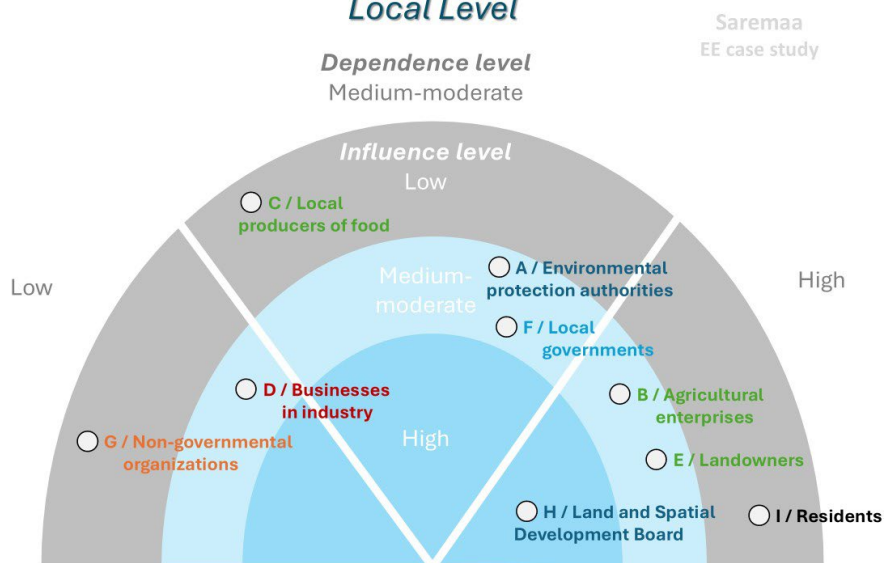 Local Level
Saremaa
EE case study
Dependence level
Medium-moderate
Influence level
Low
C / Local
producers of food
Low
Medium-
moderate
A / Environmental
protection authorities
High
F / Local
governments
D / Businesses
in industry
B / Agricultural
enterprises
G / Non-governmental
organizations
High
E / Landowners
H / Land and Spatial
Development Board
I / Residents